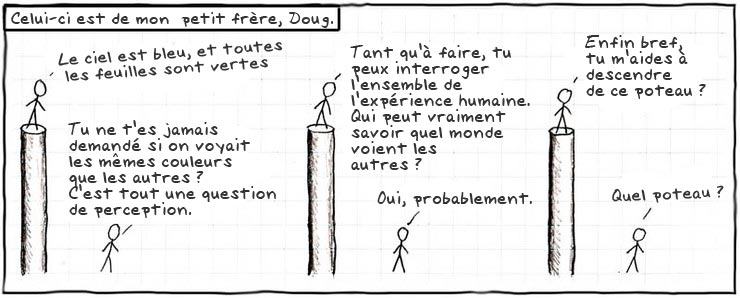 Celui-ci est de mon petit frère, Doug.
Le ciel est bleu, et toutes
les feuilles sont vertes
Tu ne t'es jamais
demandé si on voyait
les mêmes couleurs
que les autres ?
C'est tout une question
de perception.
Tant qu'à faire, tu
peux interroger
l'ensemble de
l'expérience humaine.
Qui peut vraiment
savoir quel monde
voient les
autres ?
Oui, probablement.
Enfin bref,
tu m'aides à
descendre
de ce poteau ?
Quel poteau ?